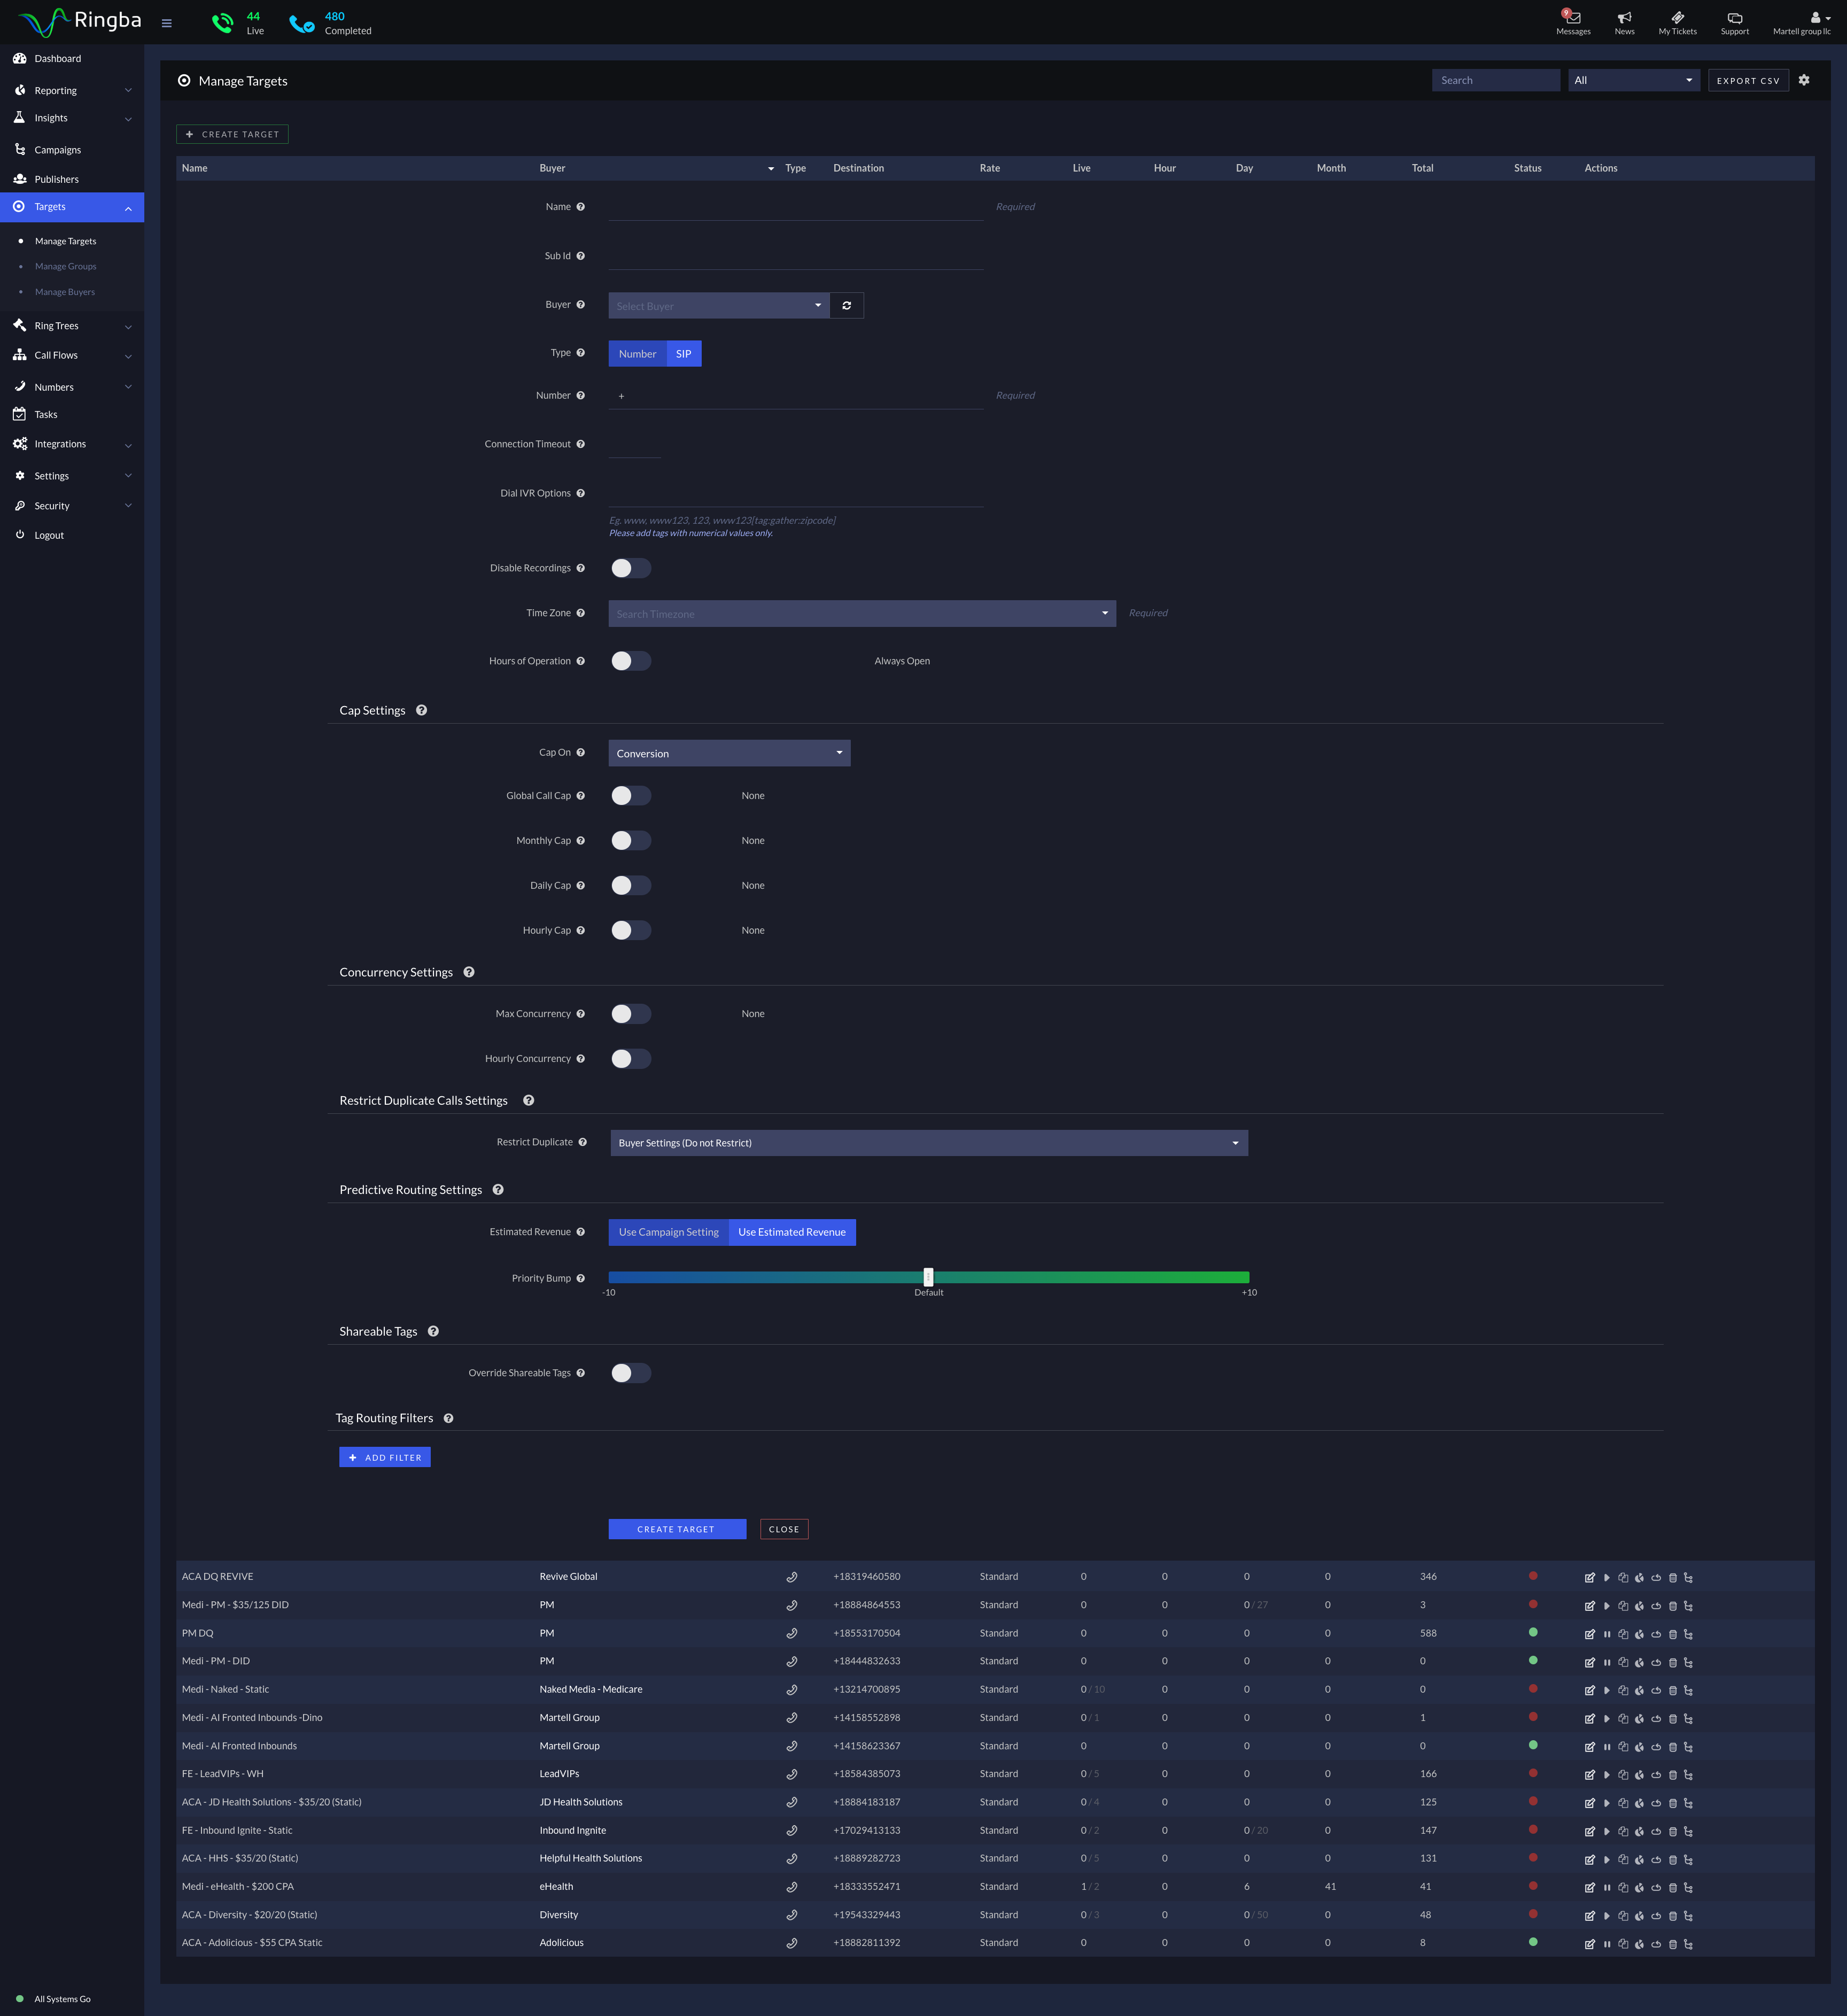 Ringba
44
Live
480
Completed
9
Messages
News
My Tickets
Support
Martell group llc
Dashboard
Reporting
Insights
Campaigns
Publishers
Targets
Manage Targets
Manage Groups
Manage Buyers
Ring Trees
Call Flows
Numbers
Tasks
Integrations
Settings
Security
Logout
All Systems Go
Manage Targets
Search
All
EXPORT CSV
+ CREATE TARGET
Name Buyer Type Destination Rate Live Hour Day Month Total Status Actions
Name Required
Sub Id
Buyer Select Buyer
Type Number SIP
Number + Required
Connection Timeout
Dial IVR Options
Eg. www, www123, 123, www123[tag:gather:zipcode]
Please add tags with numerical values only.
Disable Recordings
Time Zone Search Timezone Required
Hours of Operation Always Open
Cap Settings
Cap On Conversion
Global Call Cap None
Monthly Cap None
Daily Cap None
Hourly Cap None
Concurrency Settings
Max Concurrency None
Hourly Concurrency
Restrict Duplicate Calls Settings
Restrict Duplicate Buyer Settings (Do not Restrict)
Predictive Routing Settings
Estimated Revenue Use Campaign Setting Use Estimated Revenue
Priority Bump
-10 Default +10
Shareable Tags
Override Shareable Tags
Tag Routing Filters
+ ADD FILTER
CREATE TARGET CLOSE
ACA DQ REVIVE Revive Global +18319460580 Standard 0 0 0 0 346
Medi - PM - $35/125 DID PM +18884864553 Standard 0 0 0 / 27 0 3
PM DQ PM +18553170504 Standard 0 0 0 0 588
Medi - PM - DID PM +18444832633 Standard 0 0 0 0 0
Medi - Naked - Static Naked Media - Medicare +13214700895 Standard 0 / 10 0 0 0 0
Medi - AI Fronted Inbounds -Dino Martell Group +14158552898 Standard 0 / 1 0 0 0 1
Medi - AI Fronted Inbounds Martell Group +14158623367 Standard 0 0 0 0 0
FE - LeadVIPs - WH LeadVIPs +18584385073 Standard 0 / 5 0 0 0 166
ACA - JD Health Solutions - $35/20 (Static) JD Health Solutions +18884183187 Standard 0 / 4 0 0 0 125
FE - Inbound Ignite - Static Inbound Ingnite +17029413133 Standard 0 / 2 0 0 / 20 0 147
ACA - HHS - $35/20 (Static) Helpful Health Solutions +18889282723 Standard 0 / 5 0 0 0 131
Medi - eHealth - $200 CPA eHealth +18333552471 Standard 1 / 2 0 6 41 41
ACA - Diversity - $20/20 (Static) Diversity +19543329443 Standard 0 / 3 0 0 / 50 0 48
ACA - Adolicious - $55 CPA Static Adolicious +18882811392 Standard 0 0 0 0 8